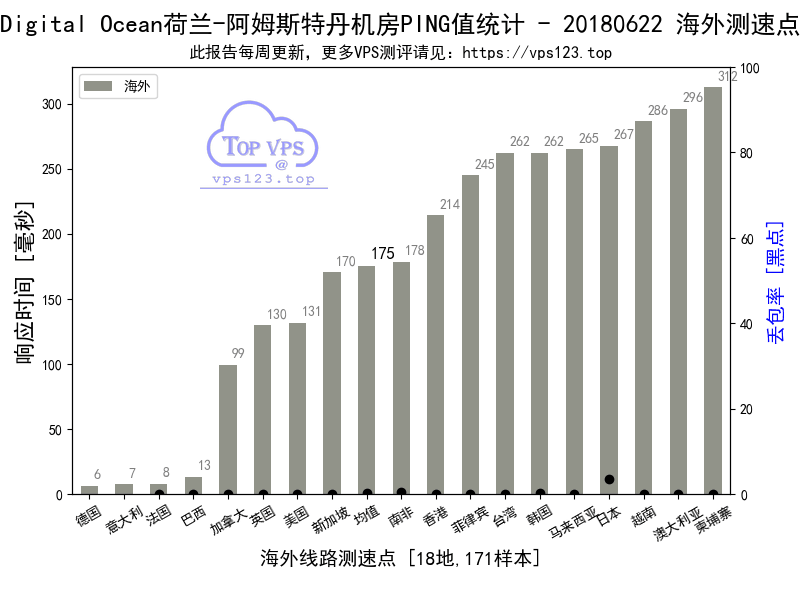 Digital Ocean荷兰-阿姆斯特丹机房PING值统计 - 20180622 海外测速点
此报告每周更新，更多VPS测评请见：https://vps123.top
海外
TOP VPS
@
vps123.top
响应时间 [毫秒]
300
250
200
150
100
50
0
6
7
8
13
99
130
131
170
175
178
214
245
262
262
265
267
286
296
312
100
80
60
40
20
0
丢包率 [黑点]
德国
意大利
法国
巴西
加拿大
英国
美国
新加坡
均值
南非
香港
菲律宾
台湾
韩国
马来西亚
日本
越南
澳大利亚
柬埔寨
海外线路测速点 [18地,171样本]